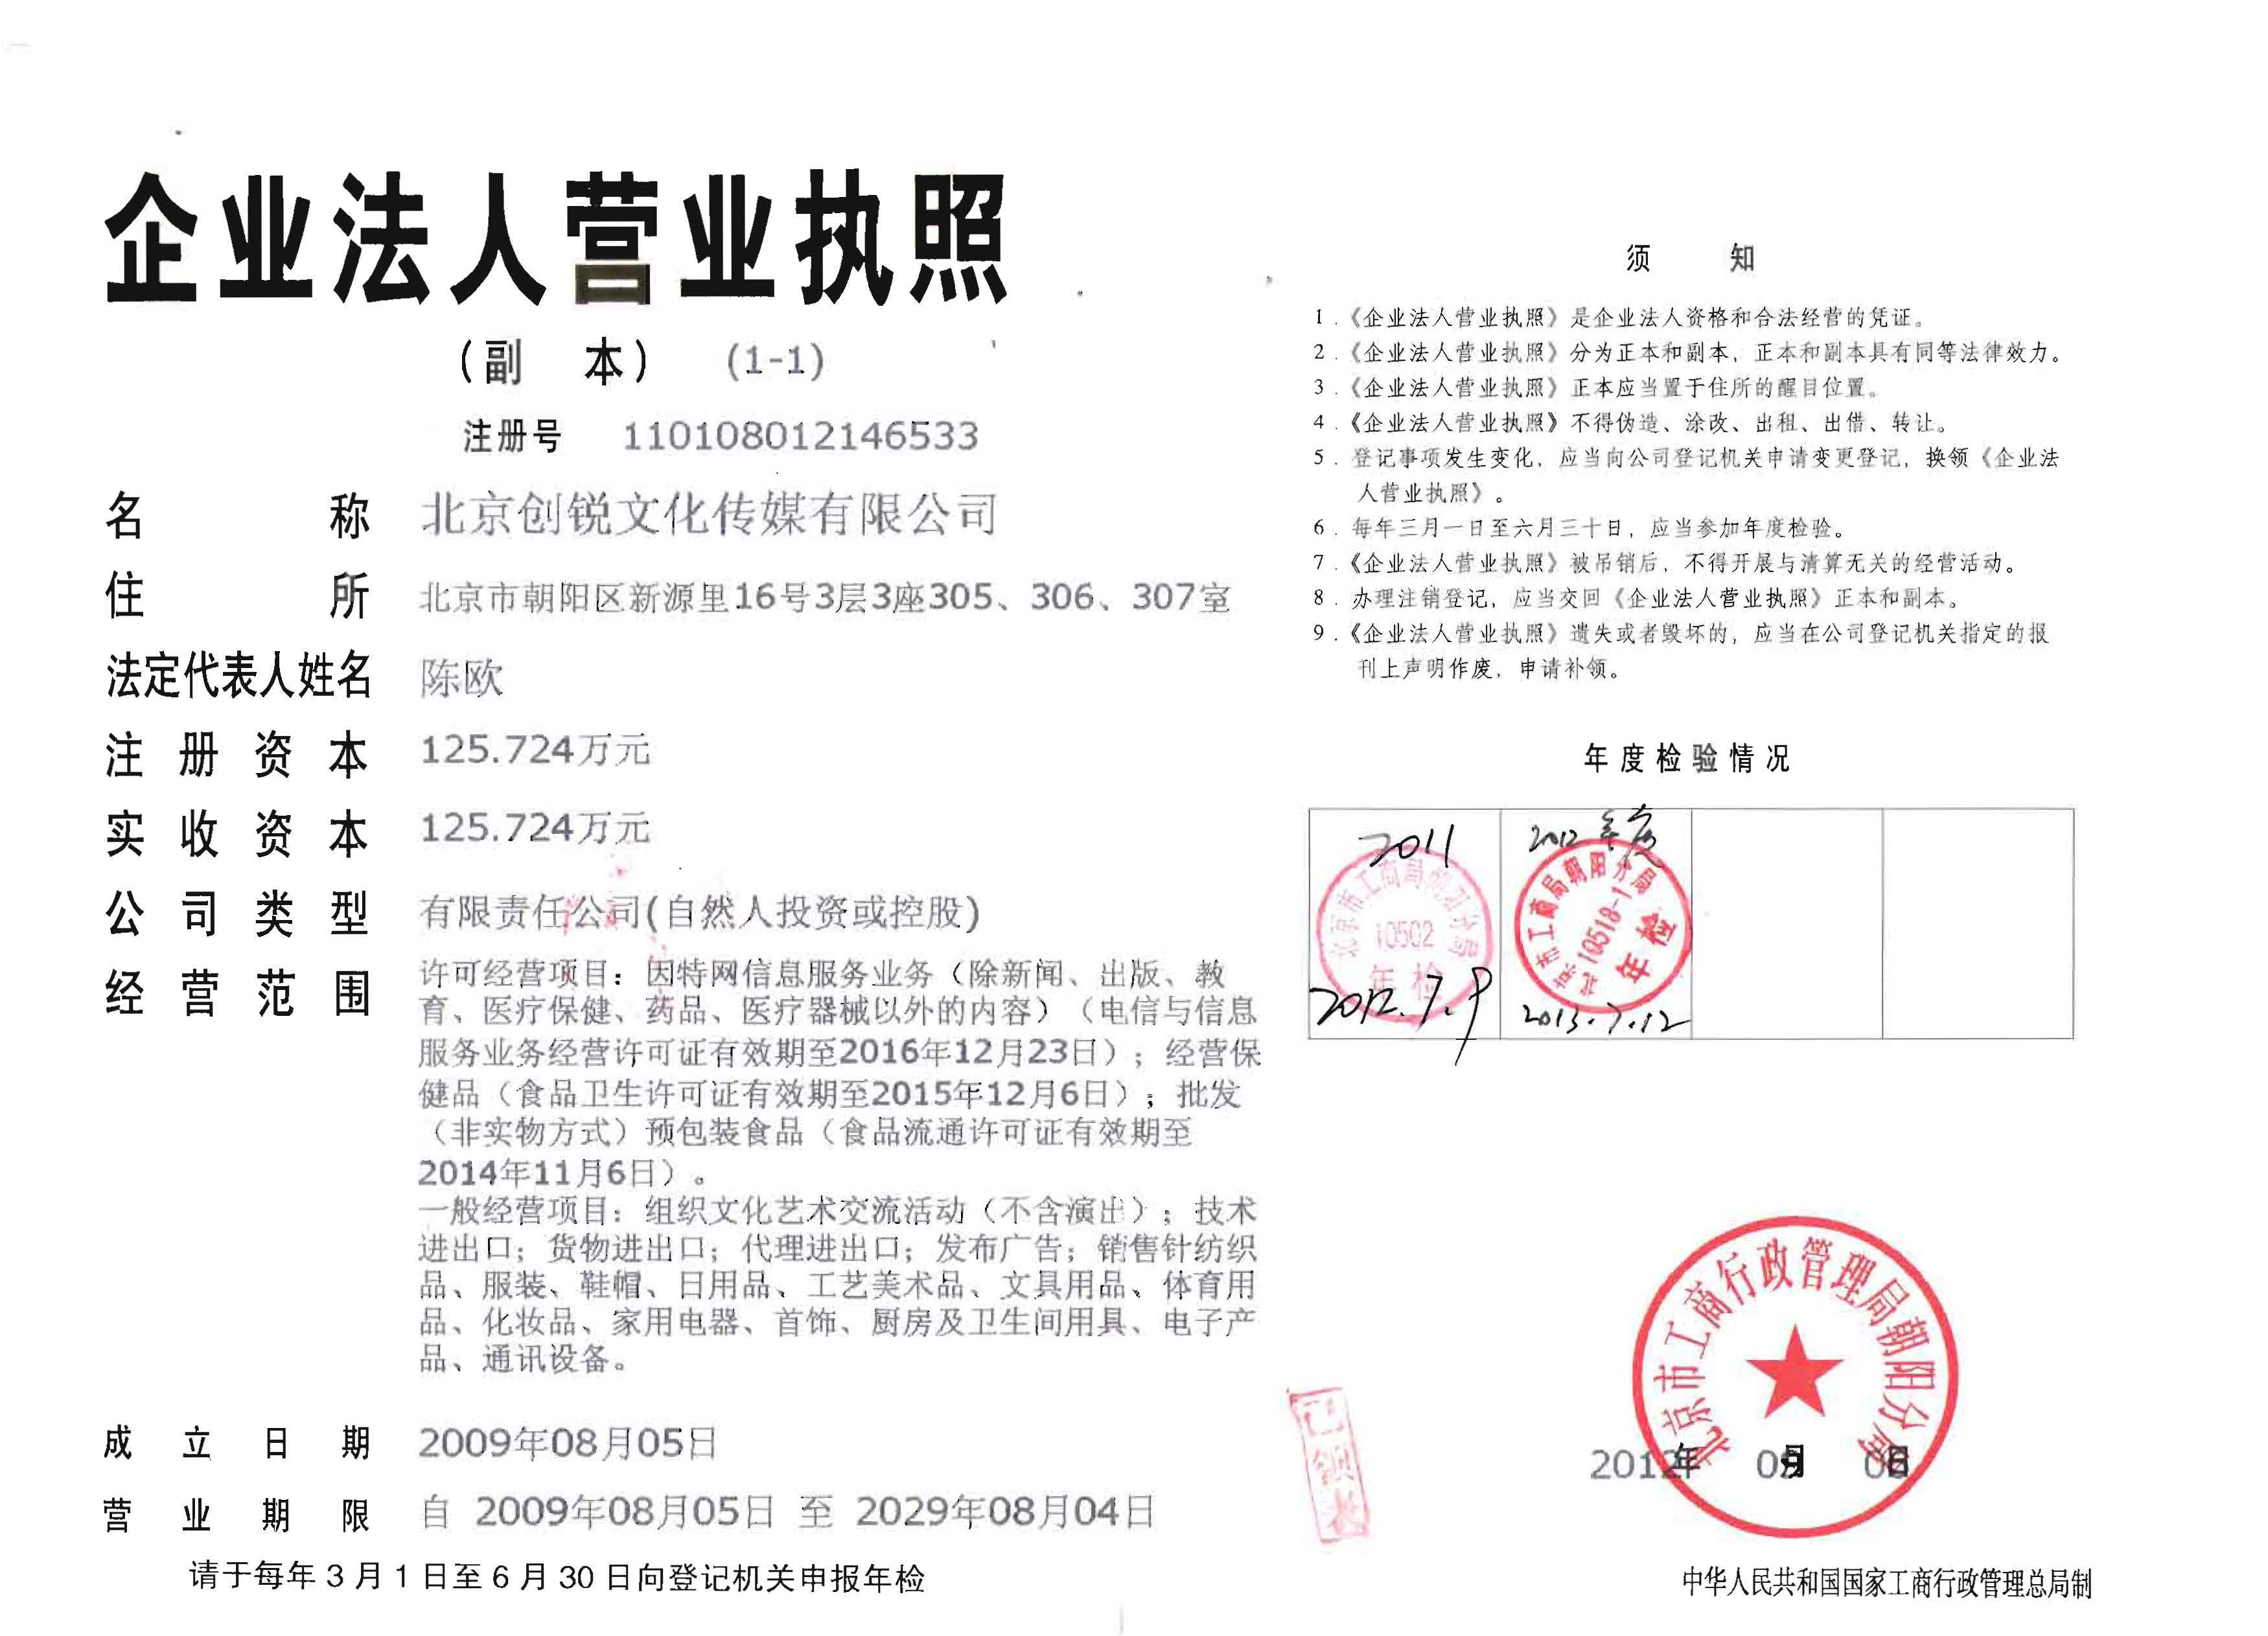 企业法人营业执照
（副 本） (1-1)
注册号 110108012146533
名称 北京创锐文化传媒有限公司
住所 北京市朝阳区新源里16号3层3座305、306、307室
法定代表人姓名 陈欧
注册资本 125.724万元
实收资本 125.724万元
公司类型 有限责任公司(自然人投资或控股)
经营范围 许可经营项目：因特网信息服务业务（除新闻、出版、教
育、医疗保健、药品、医疗器械以外的内容）（电信与信息
服务业务经营许可证有效期至2016年12月23日）；经营保
健品（食品卫生许可证有效期至2015年12月6日）；批发
（非实物方式）预包装食品（食品流通许可证有效期至
2014年11月6日）。
一般经营项目：组织文化艺术交流活动（不含演出）；技术
进出口；货物进出口；代理进出口；发布广告；销售针纺织
品、服装、鞋帽、日用品、工艺美术品、文具用品、体育用
品、化妆品、家用电器、首饰、厨房及卫生间用具、电子产
品、通讯设备。
成立日期 2009年08月05日
营业期限 自 2009年08月05日 至 2029年08月04日
请于每年3月1日至6月30日向登记机关申报年检
须 知
1.《企业法人营业执照》是企业法人资格和合法经营的凭证。
2.《企业法人营业执照》分为正本和副本，正本和副本具有同等法律效力。
3.《企业法人营业执照》正本应当置于住所的醒目位置。
4.《企业法人营业执照》不得伪造、涂改、出租、出借、转让。
5.登记事项发生变化，应当向公司登记机关申请变更登记，换领《企业法
人营业执照》。
6.每年三月一日至六月三十日，应当参加年度检验。
7.《企业法人营业执照》被吊销后，不得开展与清算无关的经营活动。
8.办理注销登记，应当交回《企业法人营业执照》正本和副本。
9.《企业法人营业执照》遗失或者毁坏的，应当在公司登记机关指定的报
刊上声明作废，申请补领。
年度检验情况
2011
北京市工商局朝阳分局
10502
年检
2012.7.9
2012年度
北京市工商局朝阳分局
10518-1
年检
2013.7.12
北京市工商行政管理局朝阳分局
2012年 09月 日
已领
中华人民共和国国家工商行政管理总局制